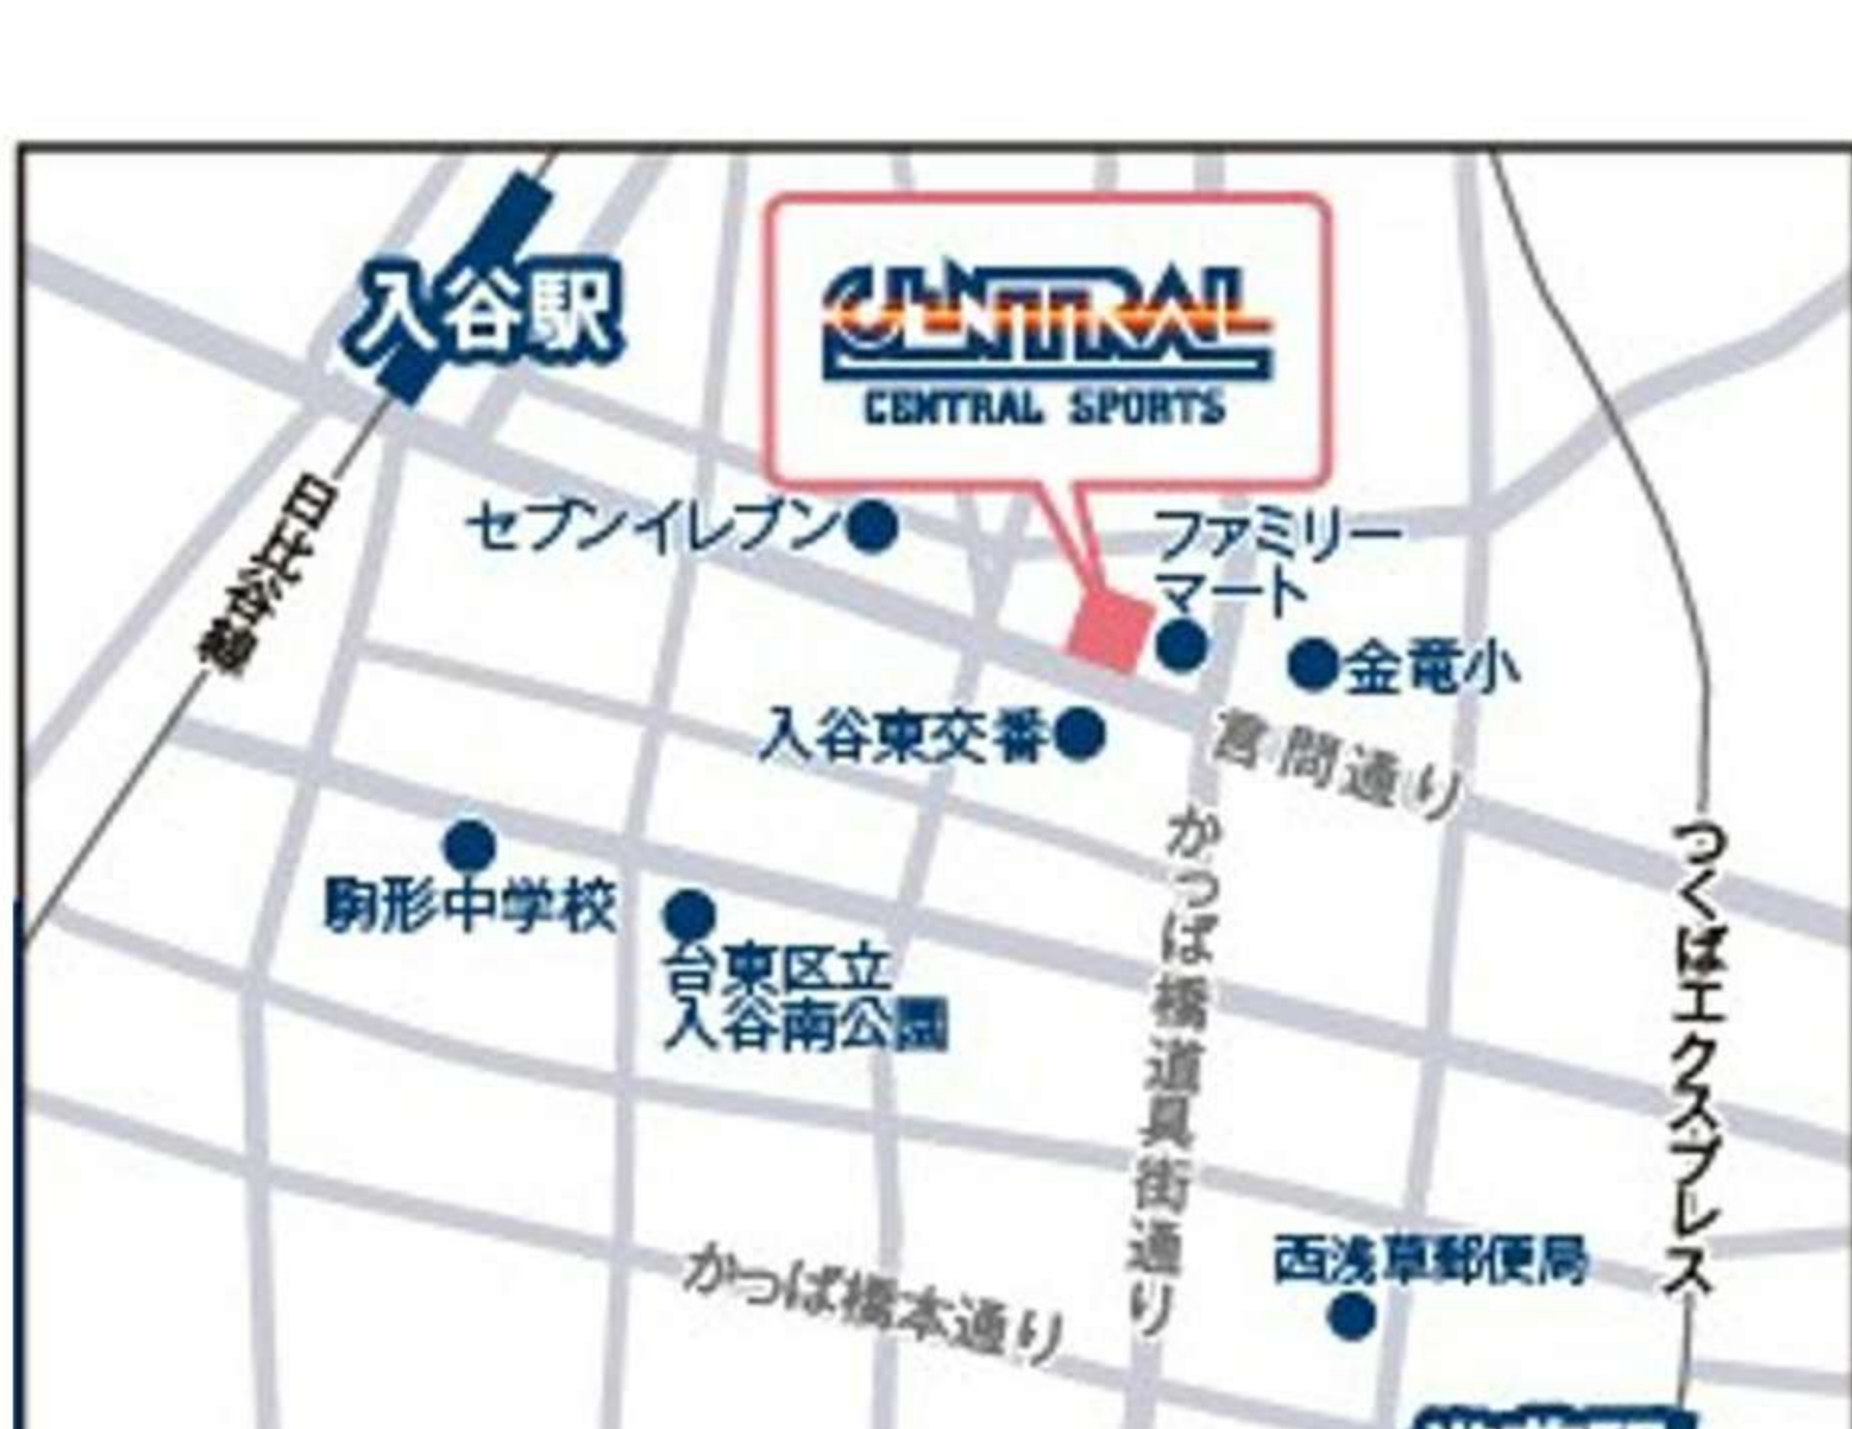 入谷駅
CENTRAL
CENTRAL SPORTS
日比谷線
セブンイレブン
ファミリー
マート
金竜小
入谷東交番
言問通り
駒形中学校
台東区立
入谷南公園
かっぱ橋道具街通り
つくばエクスプレス
西浅草郵便局
かっぱ橋本通り